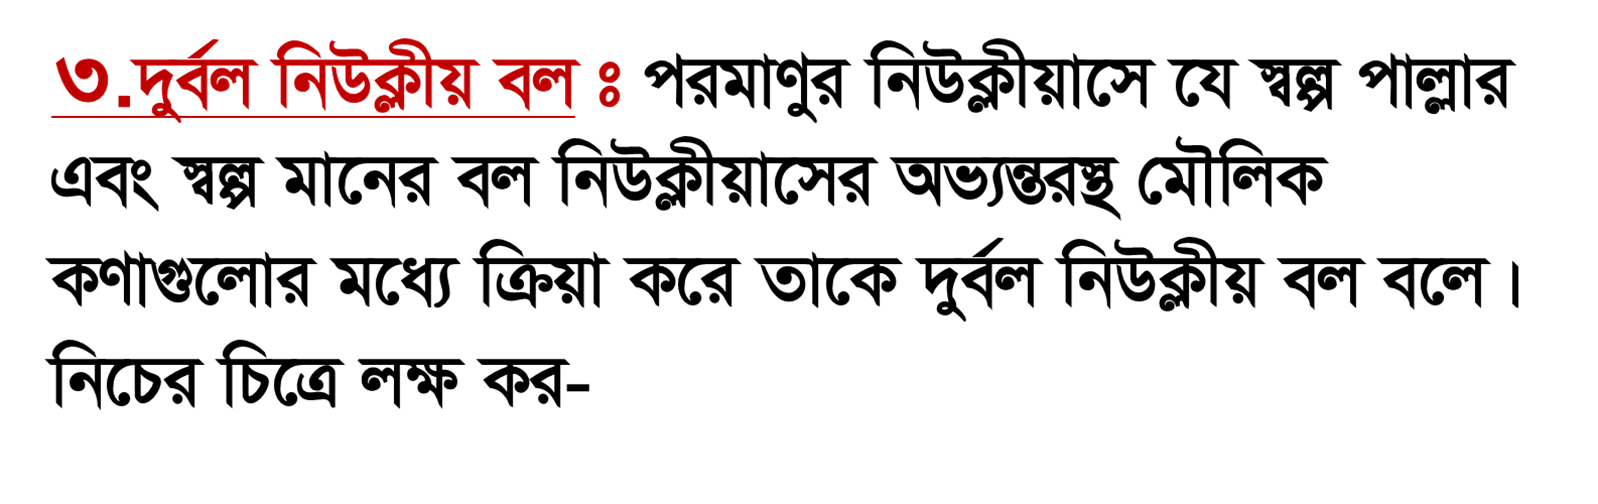 ৩.দুর্বল নিউক্লীয় বল ঃ পরমাণুর নিউক্লীয়াসে যে স্বল্প পাল্লার
এবং স্বল্প মানের বল নিউক্লীয়াসের অভ্যন্তরস্থ মৌলিক
কণাগুলোর মধ্যে ক্রিয়া করে তাকে দুর্বল নিউক্লীয় বল বলে।
নিচের চিত্রে লক্ষ কর-